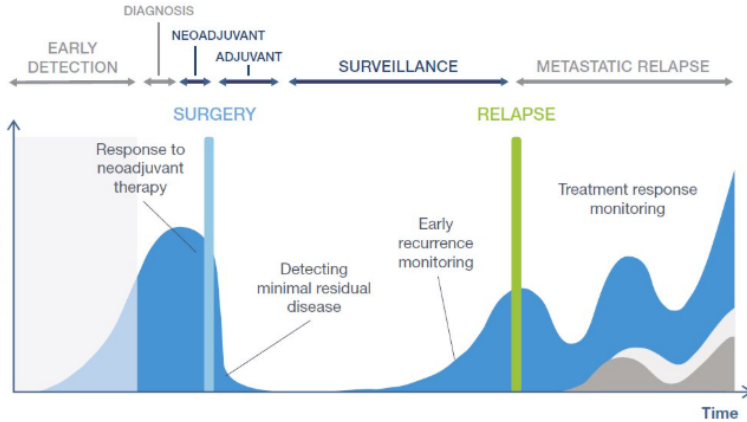 DIAGNOSIS
NEOADJUVANT
EARLY
DETECTION
ADJUVANT
SURVEILLANCE
METASTATIC RELAPSE
SURGERY
RELAPSE
Response to
neoadjuvant
therapy
Detecting
minimal residual
disease
Early
recurrence
monitoring
Treatment response
monitoring
Time